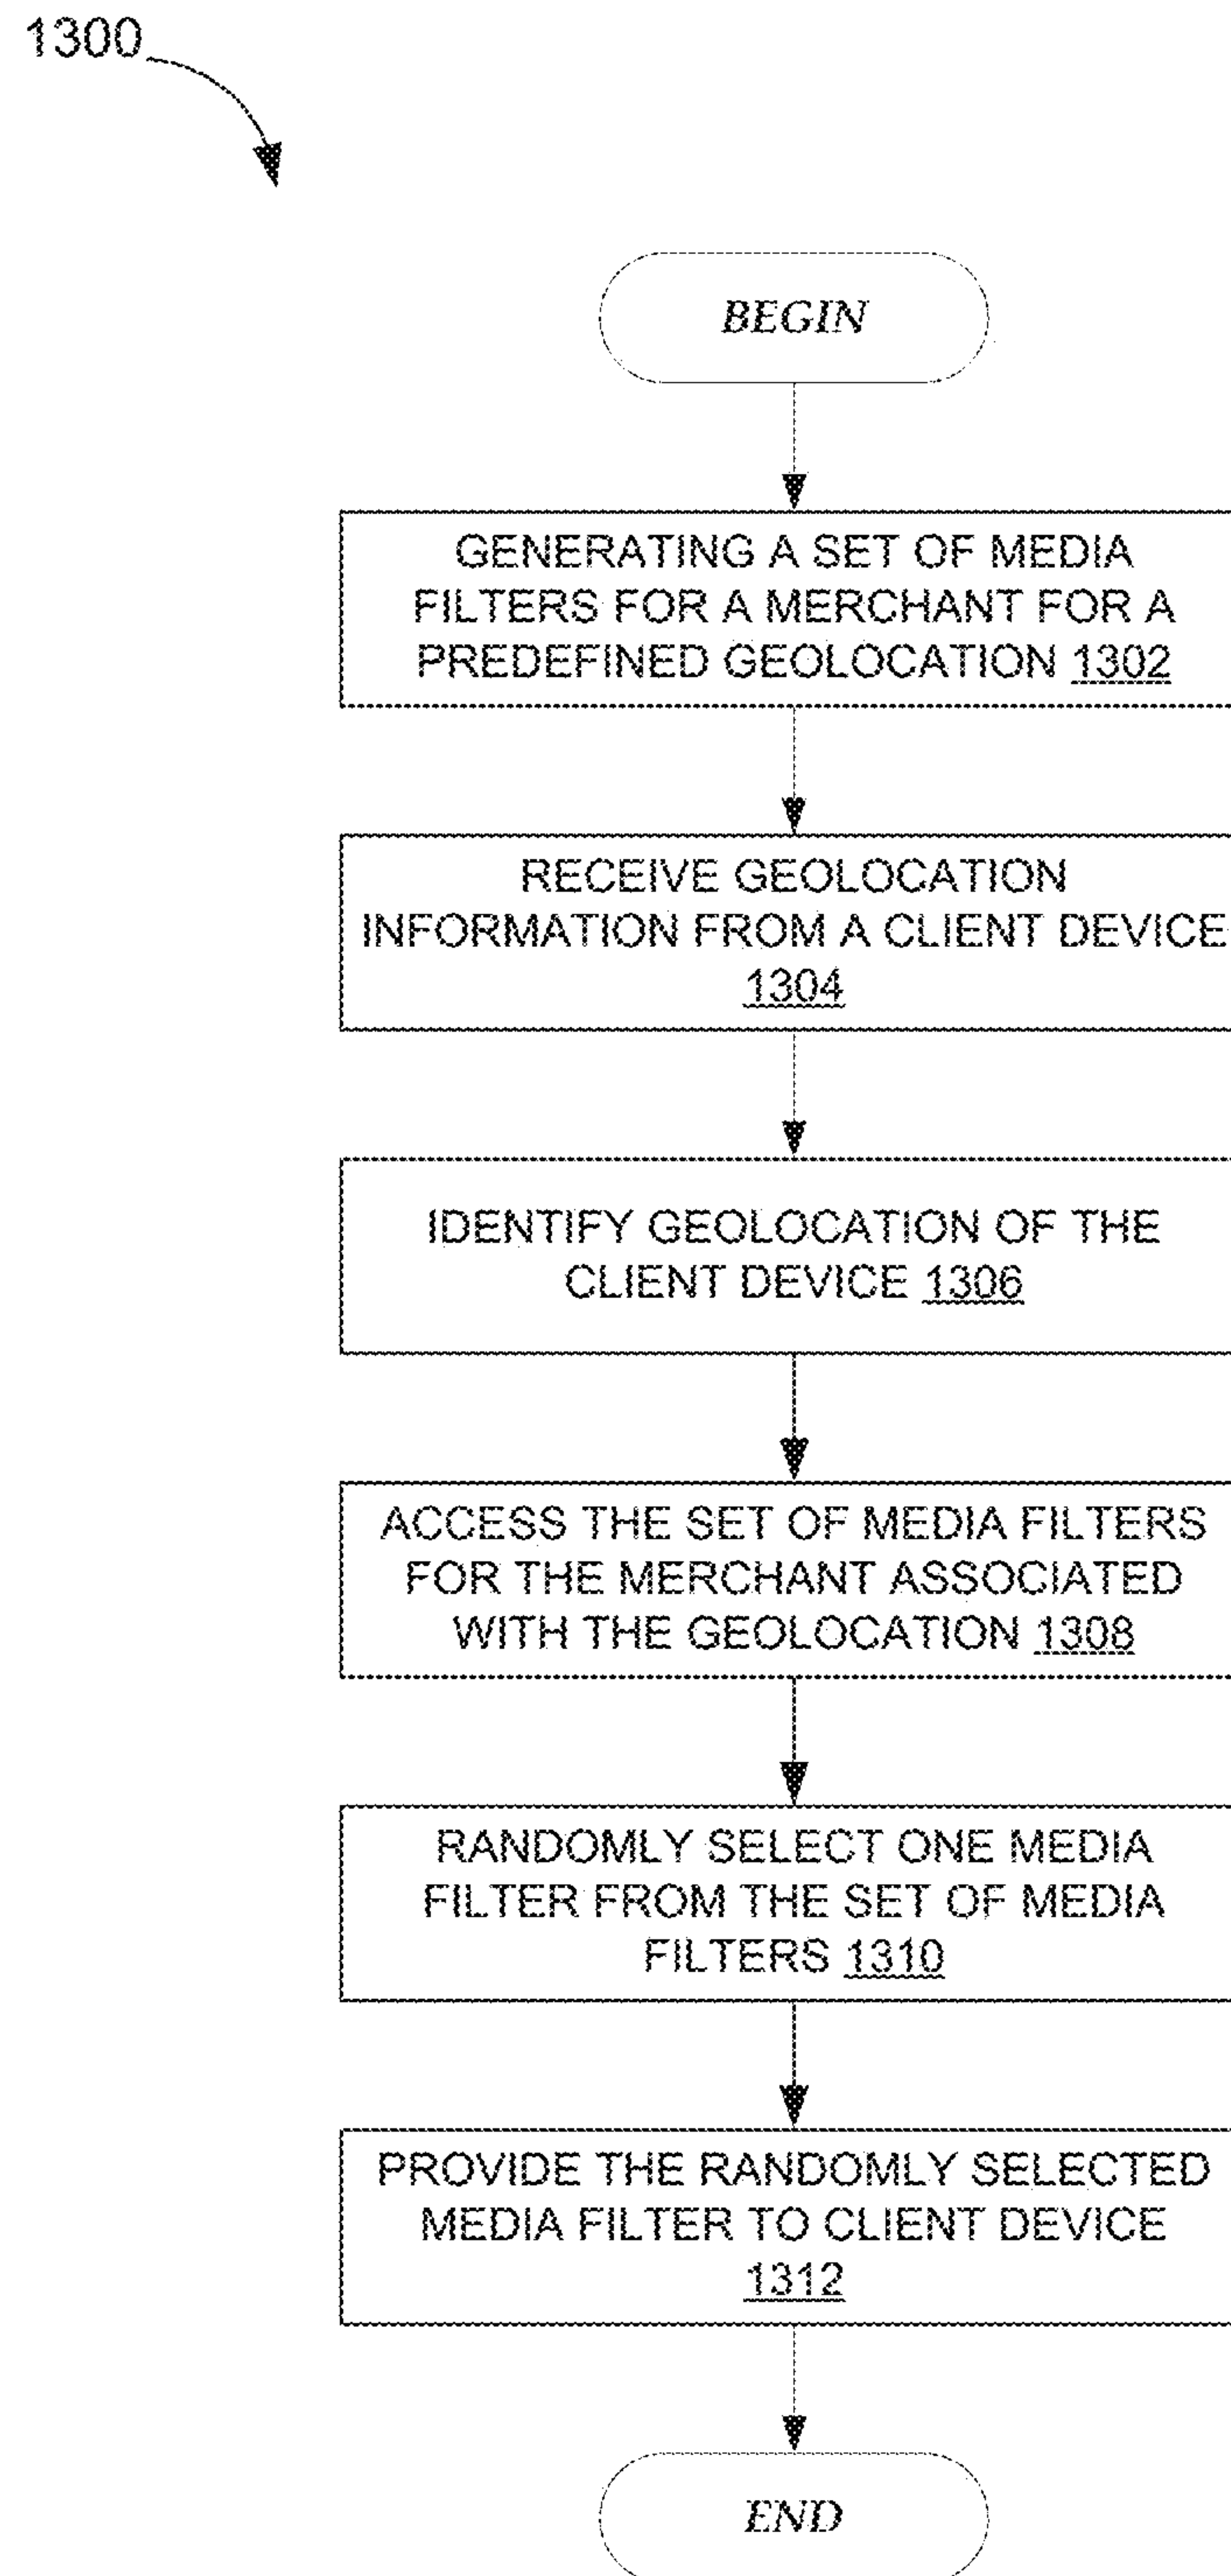 1300
BEGIN
GENERATING A SET OF MEDIA
FILTERS FOR A MERCHANT FOR A
PREDEFINED GEOLOCATION 1302
RECEIVE GEOLOCATION
INFORMATION FROM A CLIENT DEVICE
1304
IDENTIFY GEOLOCATION OF THE
CLIENT DEVICE 1306
ACCESS THE SET OF MEDIA FILTERS
FOR THE MERCHANT ASSOCIATED
WITH THE GEOLOCATION 1308
RANDOMLY SELECT ONE MEDIA
FILTER FROM THE SET OF MEDIA
FILTERS 1310
PROVIDE THE RANDOMLY SELECTED
MEDIA FILTER TO CLIENT DEVICE
1312
END